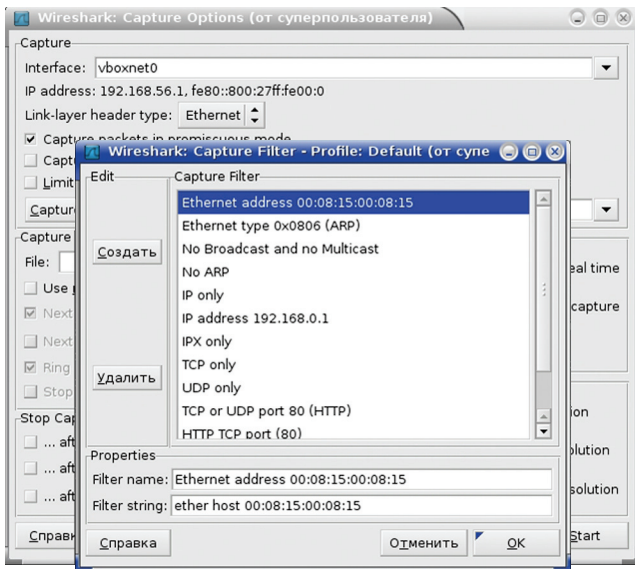 Wireshark: Capture Options (от суперпользователя)
Capture
Interface: vboxnet0
IP address: 192.168.56.1, fe80::800:27ff:fe00:0
Link-layer header type: Ethernet
Capture packets in promiscuous mode
Limit
Capture
File:
Use
Next
Next
Ring
Stop
Stop Cap
... aft
... aft
... aft
Справк
eal time
capture
ion
olution
solution
Start
Wireshark: Capture Filter - Profile: Default (от супе
Edit
Создать
Удалить
Capture Filter
Ethernet address 00:08:15:00:08:15
Ethernet type 0x0806 (ARP)
No Broadcast and no Multicast
No ARP
IP only
IP address 192.168.0.1
IPX only
TCP only
UDP only
TCP or UDP port 80 (HTTP)
HTTP TCP port (80)
Properties
Filter name: Ethernet address 00:08:15:00:08:15
Filter string: ether host 00:08:15:00:08:15
Справка
Отменить
OK